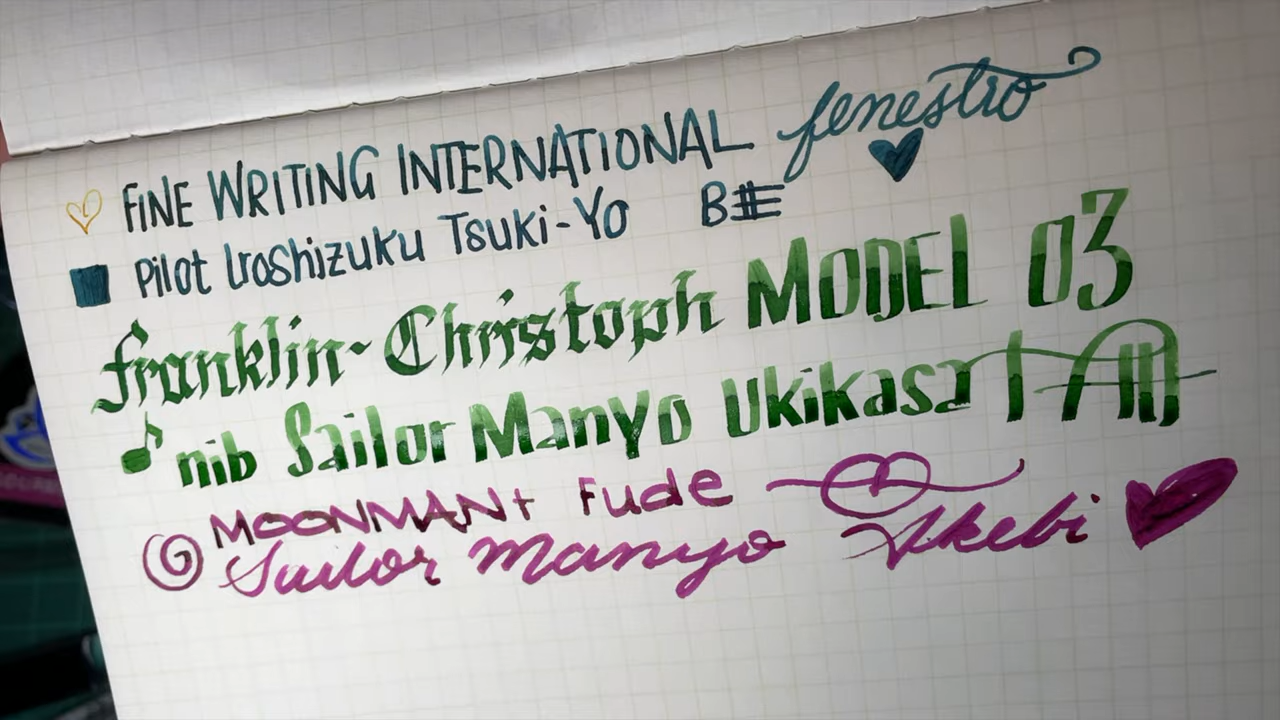 FINE WRITING INTERNATIONAL fenestro
Pilot Iroshizuku Tsuki-Yo B
Franklin-Christoph MODEL 03
nib Sailor Manyo Ukikasa
MOONMAN+ Fude
Sailor Manyo Akebi